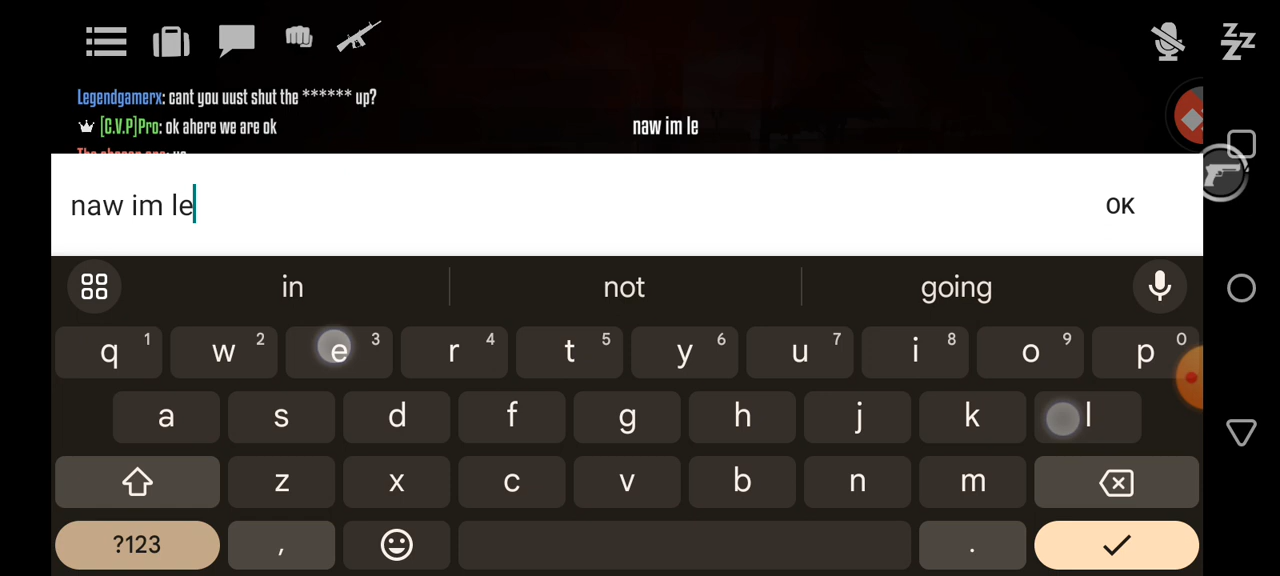 Legendgamerx: cant you uust shut the ****** up?
[C.V.P]Pro: ok ahere we are ok
naw im le
naw im le
OK
in not going
q 1 w 2 e 3 r 4 t 5 y 6 u 7 i 8 o 9 p 0
a s d f g h j k l
z x c v b n m
?123 , .